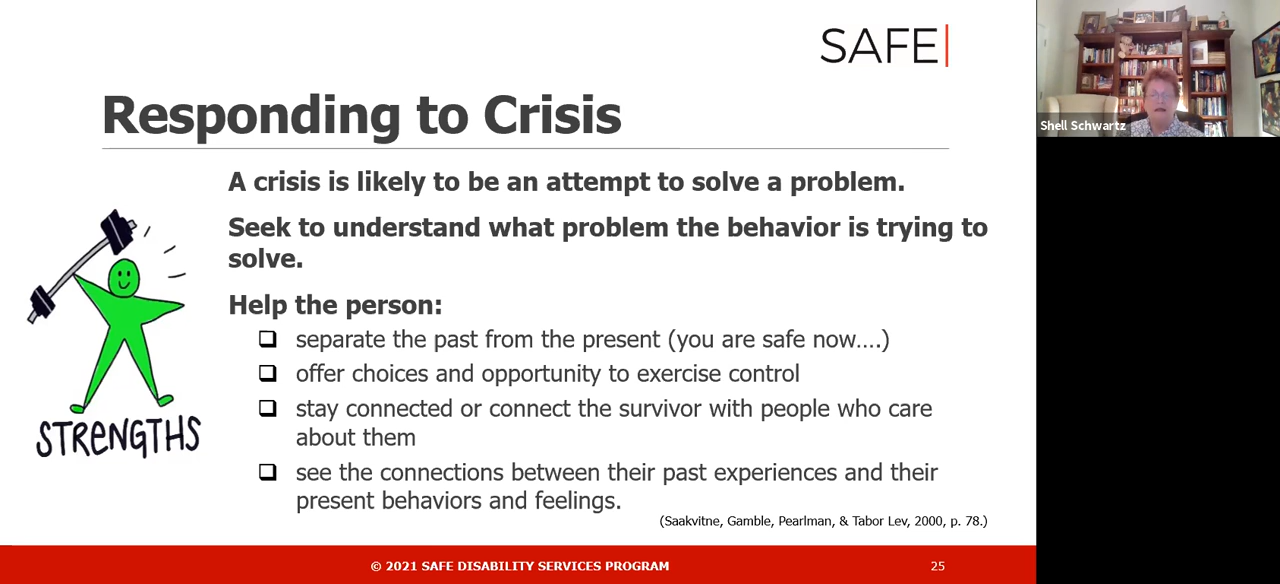 SAFE
Responding to Crisis
A crisis is likely to be an attempt to solve a problem.
Seek to understand what problem the behavior is trying to
solve.
Help the person:
separate the past from the present (you are safe now....)
offer choices and opportunity to exercise control
stay connected or connect the survivor with people who care
about them
see the connections between their past experiences and their
present behaviors and feelings.
(Saakvitne, Gamble, Pearlman, & Tabor Lev, 2000, p. 78.)
STRENGTHS
© 2021 SAFE DISABILITY SERVICES PROGRAM
25
Shell Schwartz